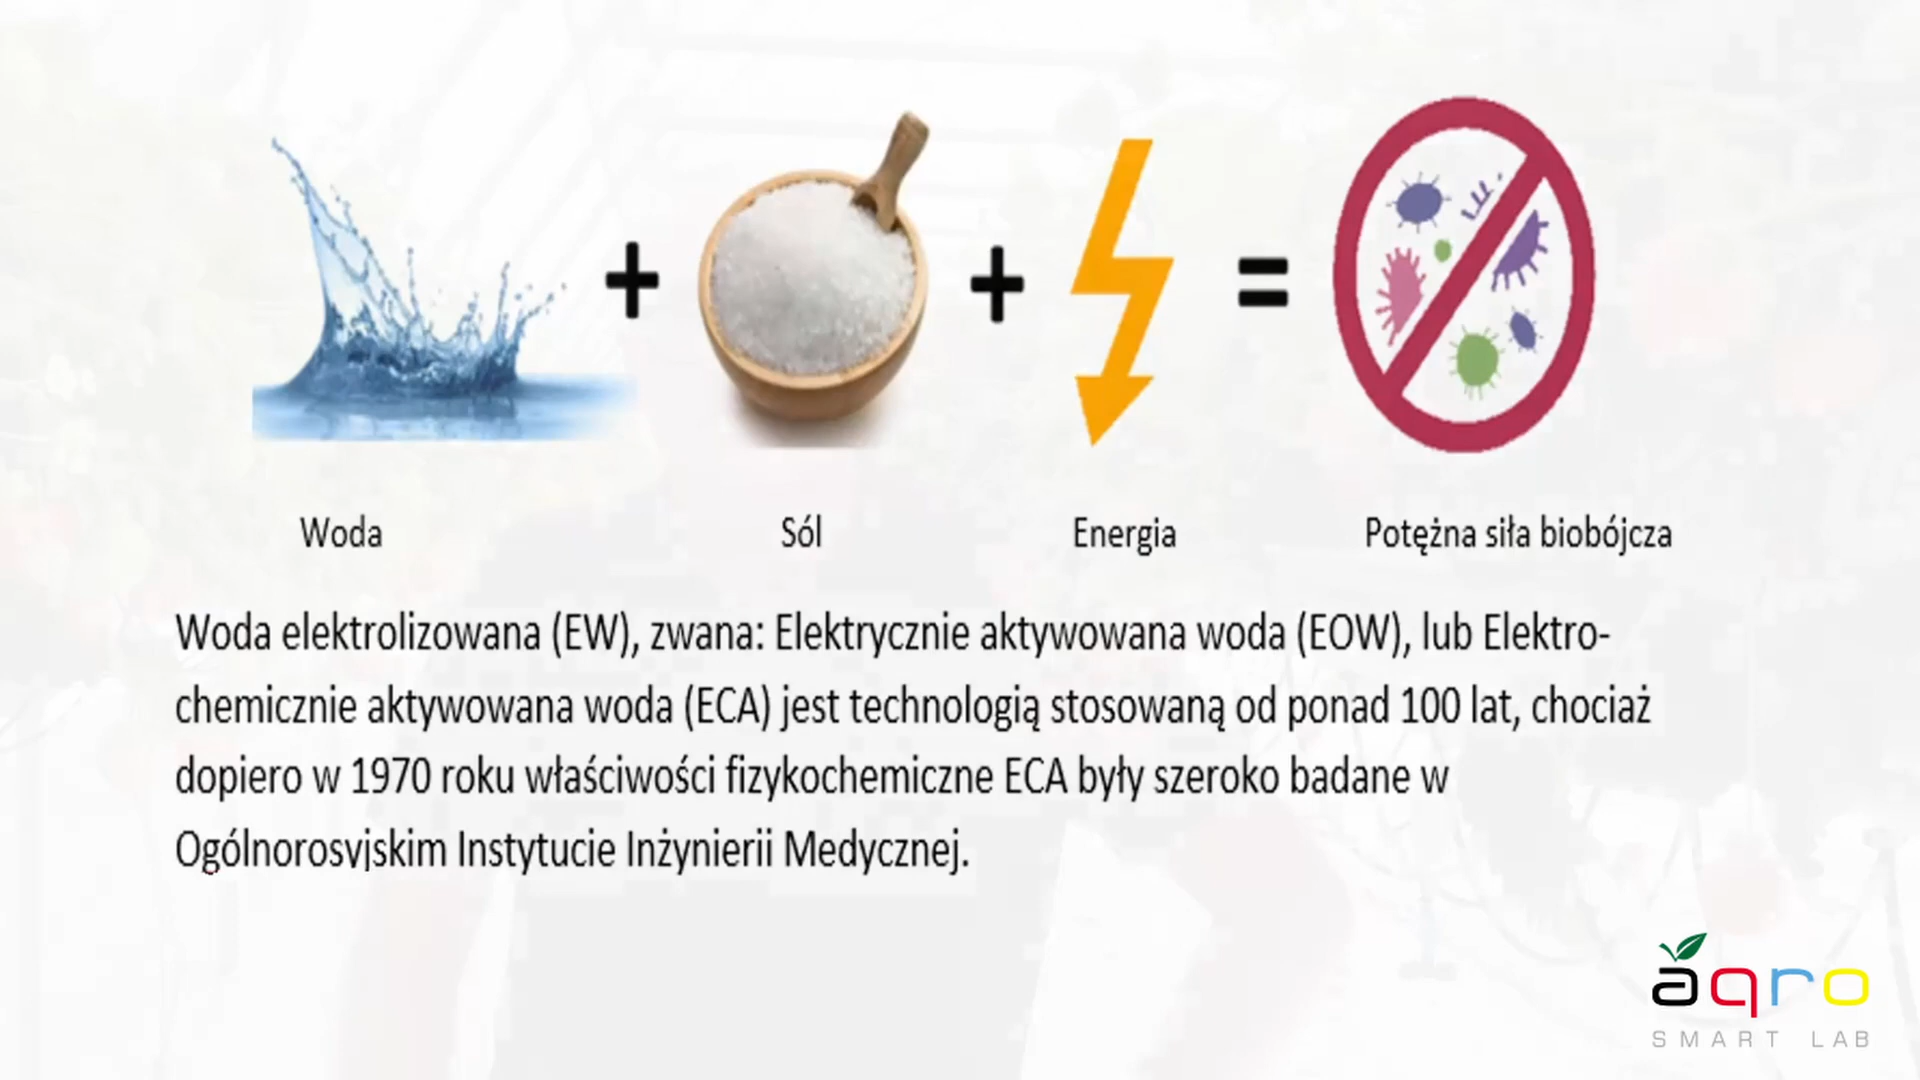 + + =
Woda Sól Energia Potężna siła biobójcza
Woda elektrolizowana (EW), zwana: Elektrycznie aktywowana woda (EOW), lub Elektro-
chemicznie aktywowana woda (ECA) jest technologią stosowaną od ponad 100 lat, chociaż
dopiero w 1970 roku właściwości fizykochemiczne ECA były szeroko badane w
Ogólnorosyjskim Instytucie Inżynierii Medycznej.
aqro
SMART LAB